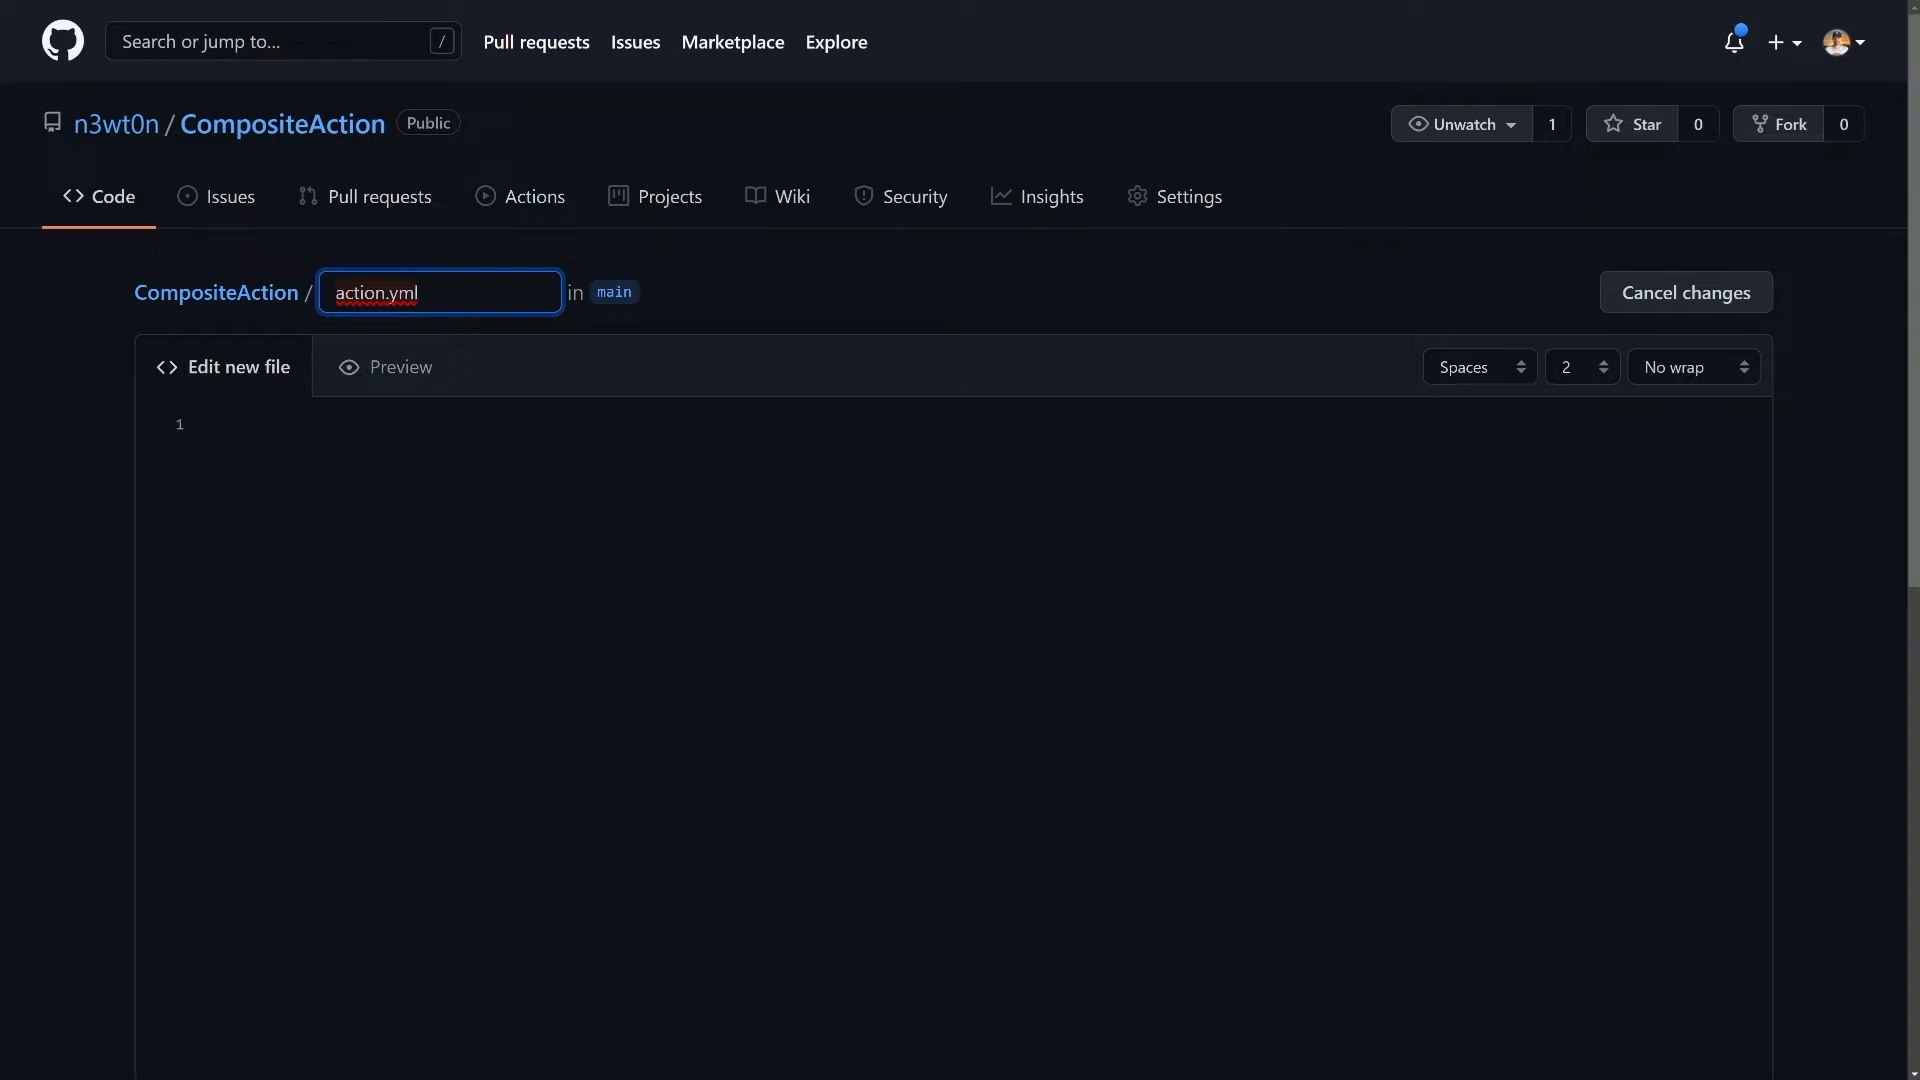 Search or jump to... / Pull requests Issues Marketplace Explore
n3wt0n / CompositeAction Public Unwatch 1 Star 0 Fork 0
Code Issues Pull requests Actions Projects Wiki Security Insights Settings
CompositeAction / action.yml in main Cancel changes
Edit new file Preview Spaces 2 No wrap
1